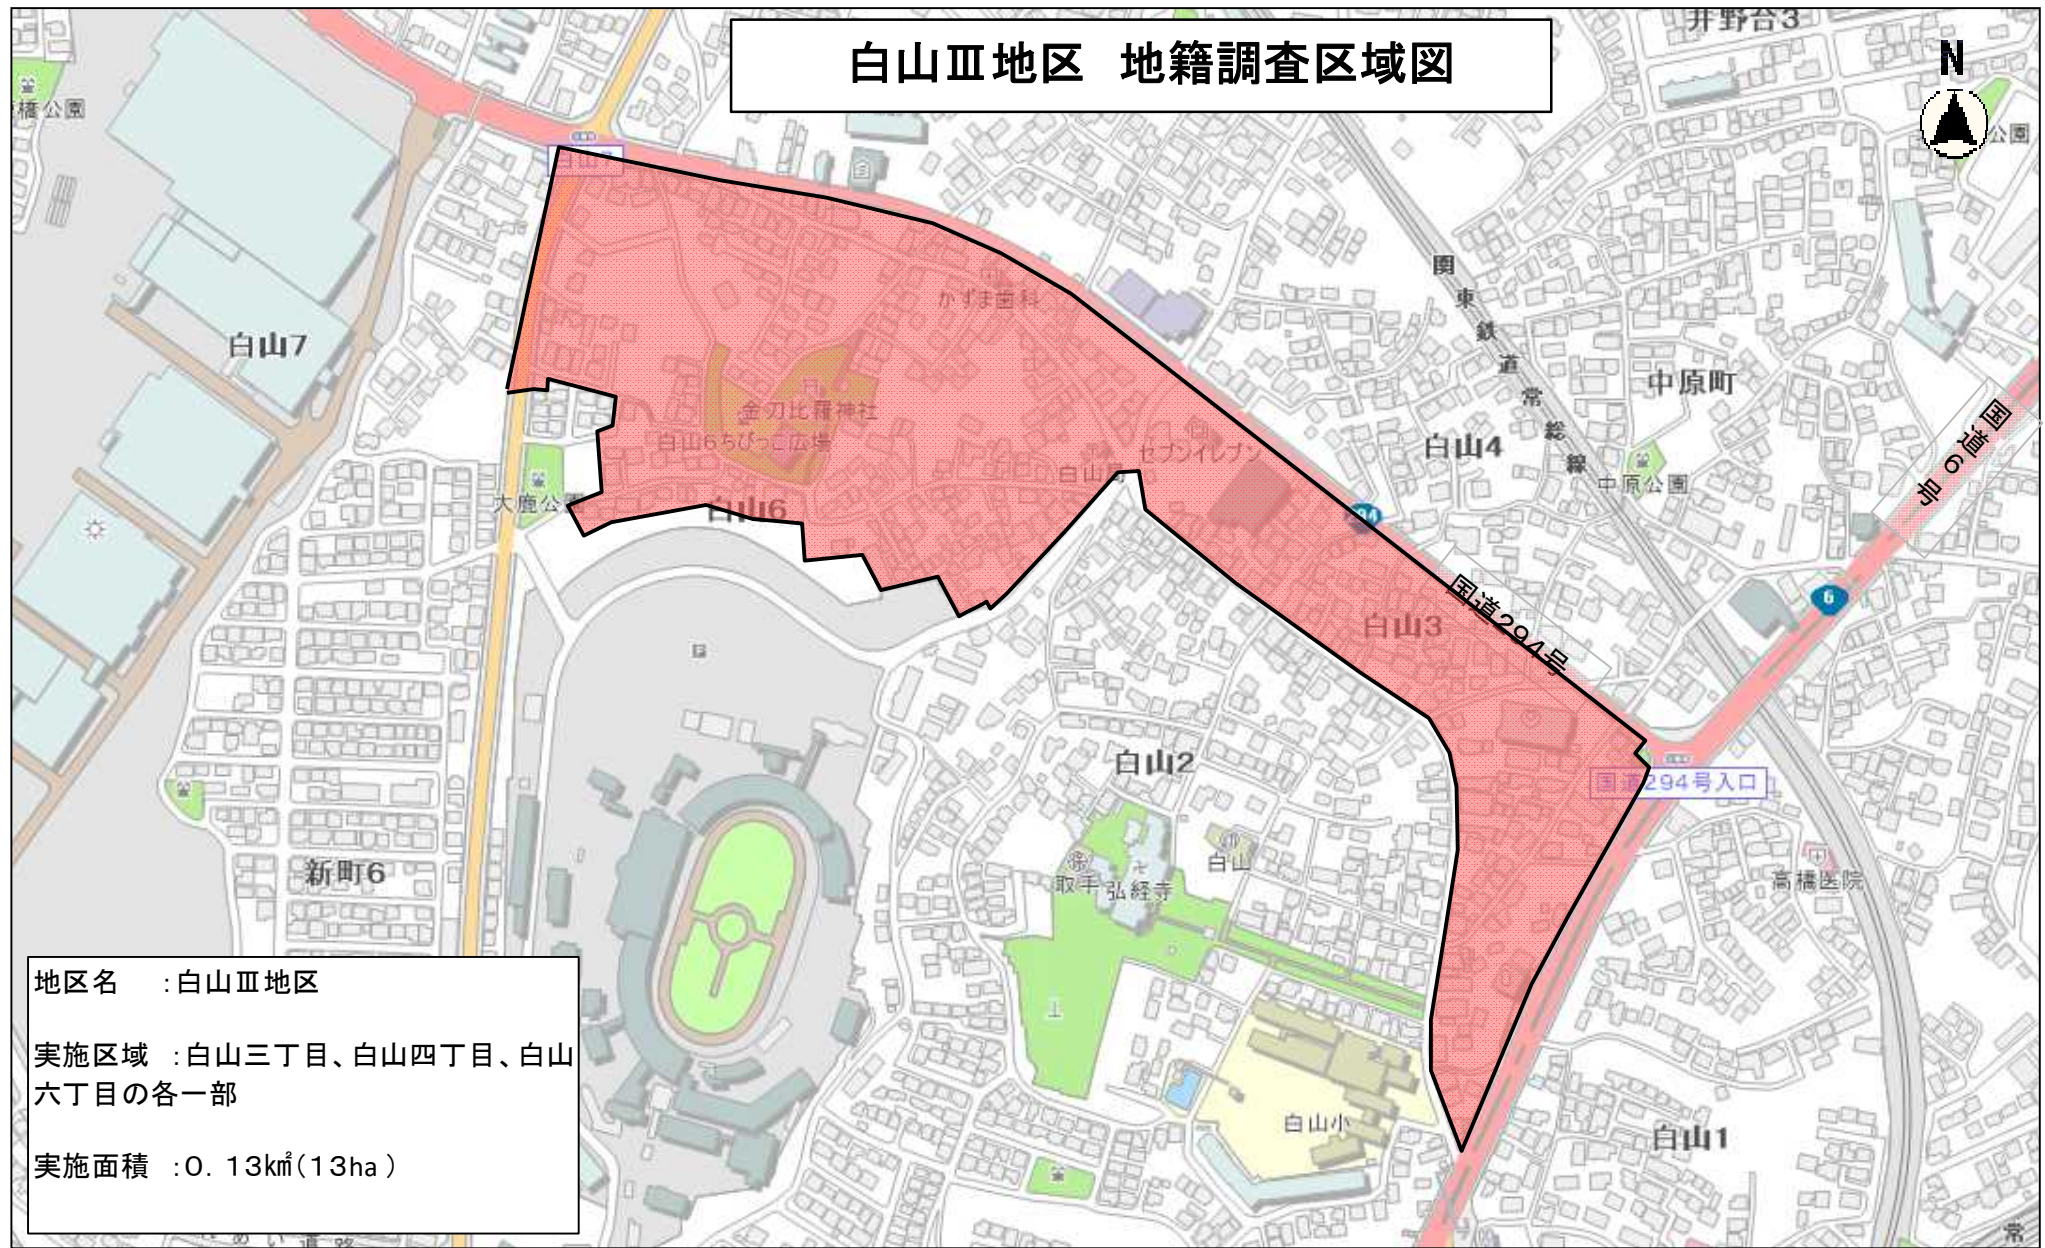 白山Ⅲ地区 地籍調査区域図
井野台3
N
橋公園
公園
白山7
関東鉄道常総線
かずま歯科
白山7
中原町
国道6号
金刀比羅神社
白山6ちびっこ広場
セブンイレブン
白山4
中原公園
大鹿公園
白山6
国道294号
6
白山3
P
白山2
国道294号入口
白山
取手
弘経寺
高橋医院
新町6
地区名 :白山Ⅲ地区
実施区域 :白山三丁目、白山四丁目、白山
六丁目の各一部
実施面積 :0.13㎢(13ha)
白山小
白山1
常